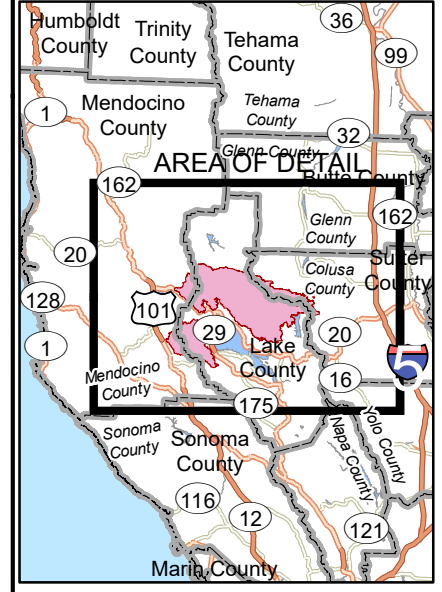 36
Humboldt
County
Trinity
County
Tehama
County
99
Mendocino
County
1
Tehama
County
32
Glenn County
AREA OF DETAIL
Butte County
162
162
Glenn
County
20
Sutter
County
Colusa
County
128
101
29
20
1
Lake
County
5
Mendocino
County
16
175
Sonoma
County
Sonoma
County
Napa County
Yolo County
116
12
121
Marin County